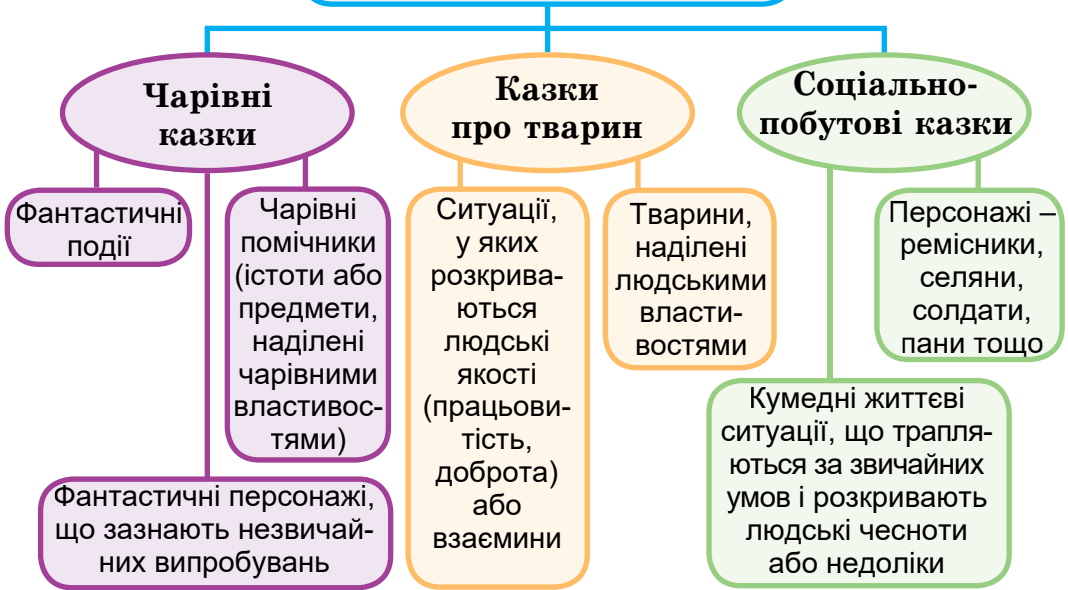 Чарівні
казки
Казки
про тварин
Соціально-
побутові казки
Фантастичні
події
Чарівні
помічники
(істоти або
предмети,
наділені
чарівними
властивос-
тями)
Фантастичні персонажі,
що зазнають незвичай-
них випробувань
Ситуації,
у яких
розкрива-
ються
людські
якості
(працьови-
тість,
доброта)
або
взаємини
Тварини,
наділені
людськими
власти-
востями
Персонажі –
ремісники,
селяни,
солдати,
пани тощо
Кумедні життєві
ситуації, що трапля-
ються за звичайних
умов і розкривають
людські чесноти
або недоліки